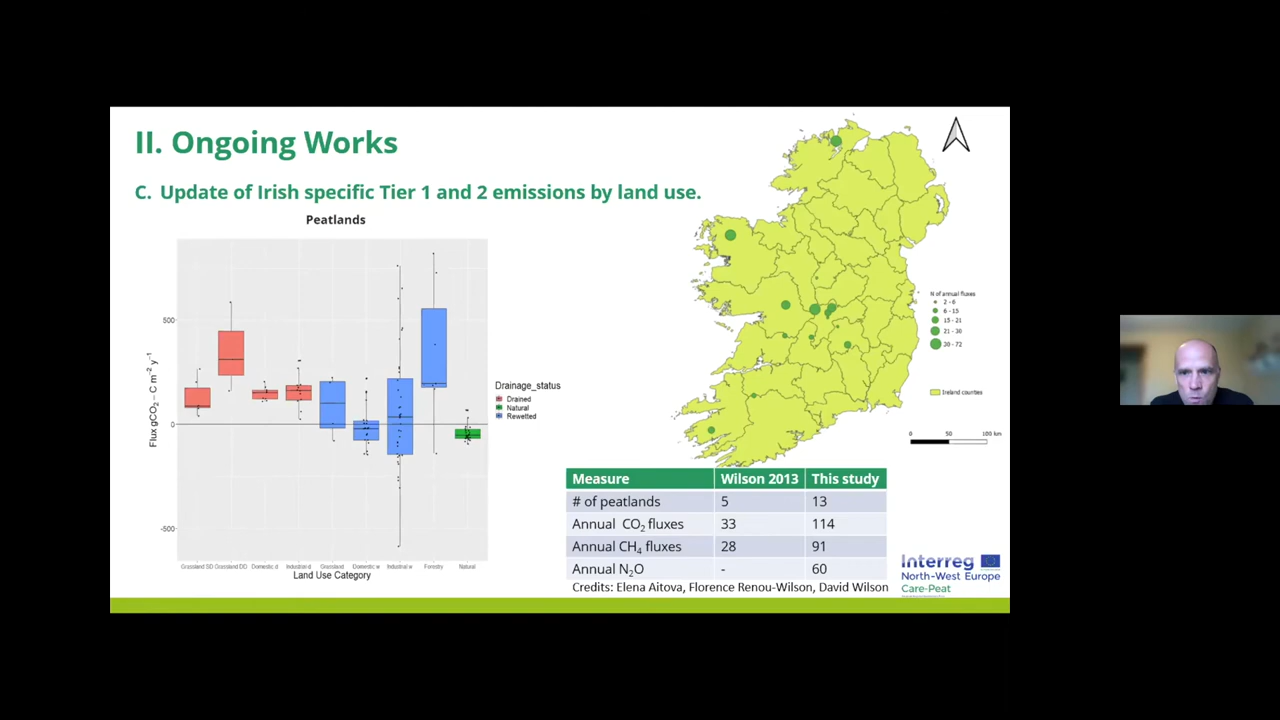 II. Ongoing Works
C. Update of Irish specific Tier 1 and 2 emissions by land use.
Peatlands
500
0
-500
Flux gCO₂ – C m⁻² y⁻¹
Grassland SD Grassland DD Domestic d Industrial d Grassland Domestic w Industrial w Forestry Natural
Land Use Category
Drainage_status
Drained
Natural
Rewetted
N of annual fluxes
2 - 6
6 - 15
15 - 21
21 - 30
30 - 72
Ireland counties
0 50 100 km
Measure Wilson 2013 This study
# of peatlands 5 13
Annual CO₂ fluxes 33 114
Annual CH₄ fluxes 28 91
Annual N₂O - 60
Credits: Elena Aitova, Florence Renou-Wilson, David Wilson
Interreg
North-West Europe
Care-Peat